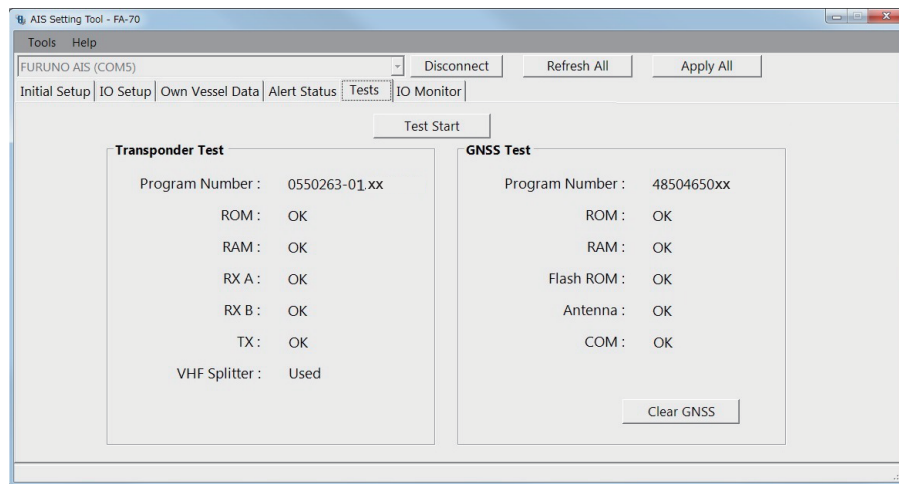 AIS Setting Tool - FA-70
Tools Help
FURUNO AIS (COM5) Disconnect Refresh All Apply All
Initial Setup IO Setup Own Vessel Data Alert Status Tests IO Monitor
Test Start
Transponder Test
Program Number : 0550263-01.xx
ROM : OK
RAM : OK
RX A : OK
RX B : OK
TX : OK
VHF Splitter : Used
GNSS Test
Program Number : 48504650xx
ROM : OK
RAM : OK
Flash ROM : OK
Antenna : OK
COM : OK
Clear GNSS